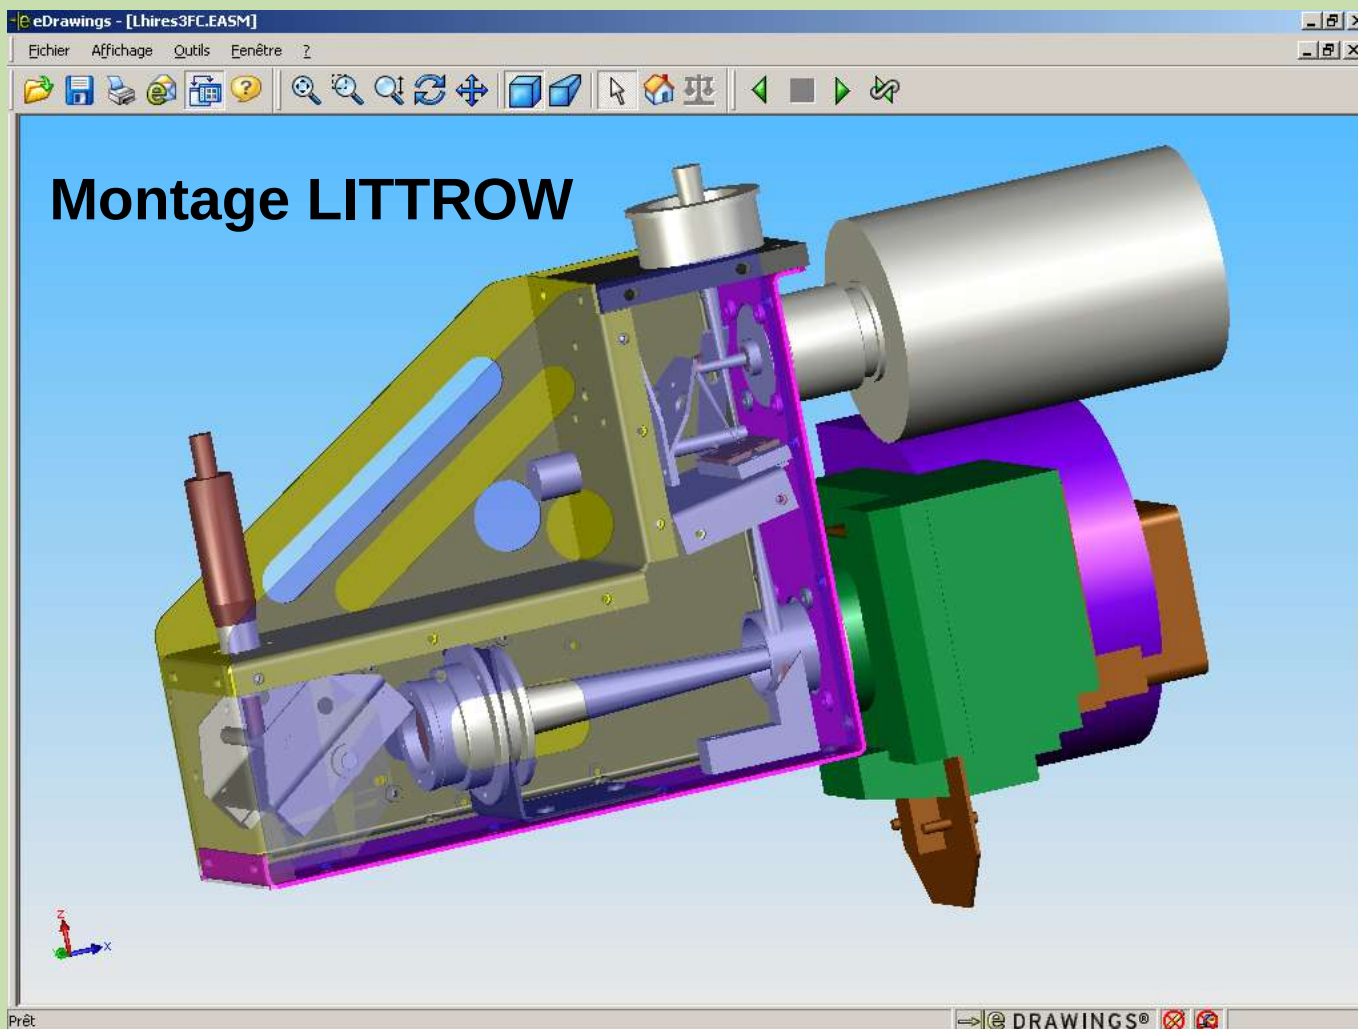 eDrawings - [Lhires3FC.EASM]
Fichier Affichage Outils Fenêtre ?
Montage LITTROW
Z
X
Prêt
e DRAWINGS®